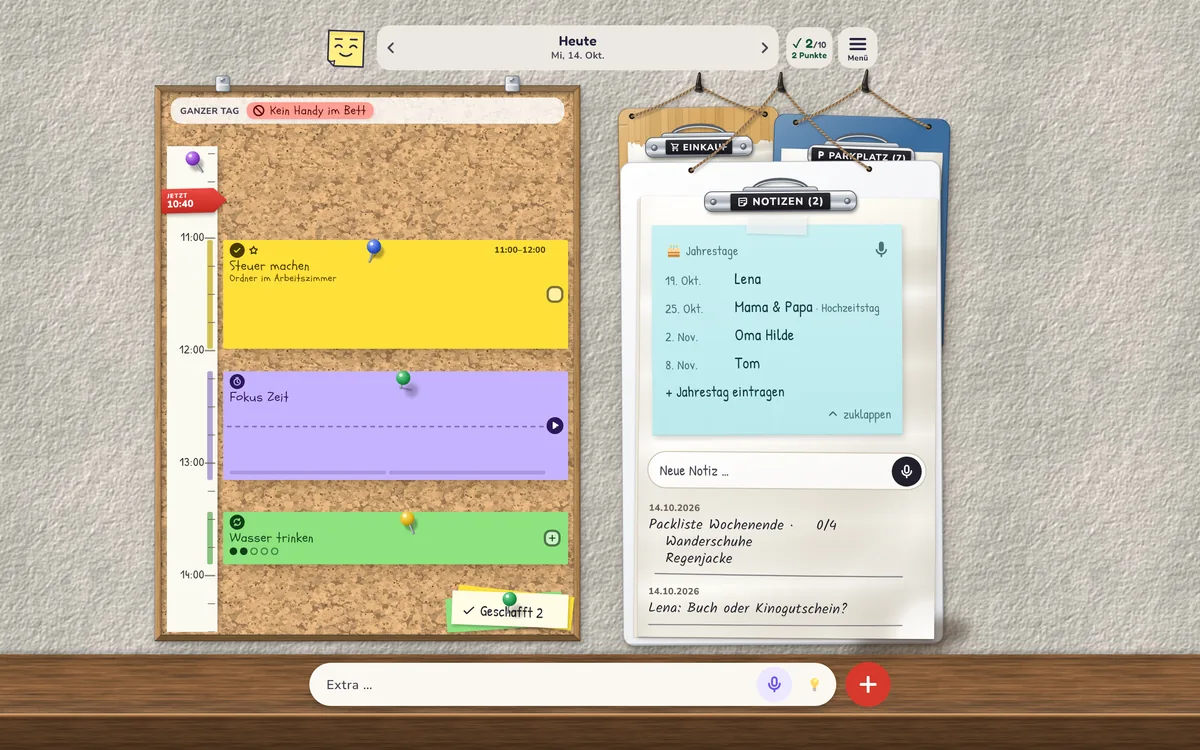 Heute
Mi, 14. Okt.
2/10
2 Punkte
Menü
GANZER TAG
Kein Handy im Bett
JETZT
10:40
11:00
12:00
13:00
14:00
11:00–12:00
Steuer machen
Ordner im Arbeitszimmer
Fokus Zeit
Wasser trinken
Geschafft 2
EINKAUF
P PARKPLATZ (7)
NOTIZEN (2)
Jahrestage
19. Okt. Lena
25. Okt. Mama & Papa · Hochzeitstag
2. Nov. Oma Hilde
8. Nov. Tom
+ Jahrestag eintragen
zuklappen
Neue Notiz ...
14.10.2026
Packliste Wochenende · 0/4
Wanderschuhe
Regenjacke
14.10.2026
Lena: Buch oder Kinogutschein?
Extra ...